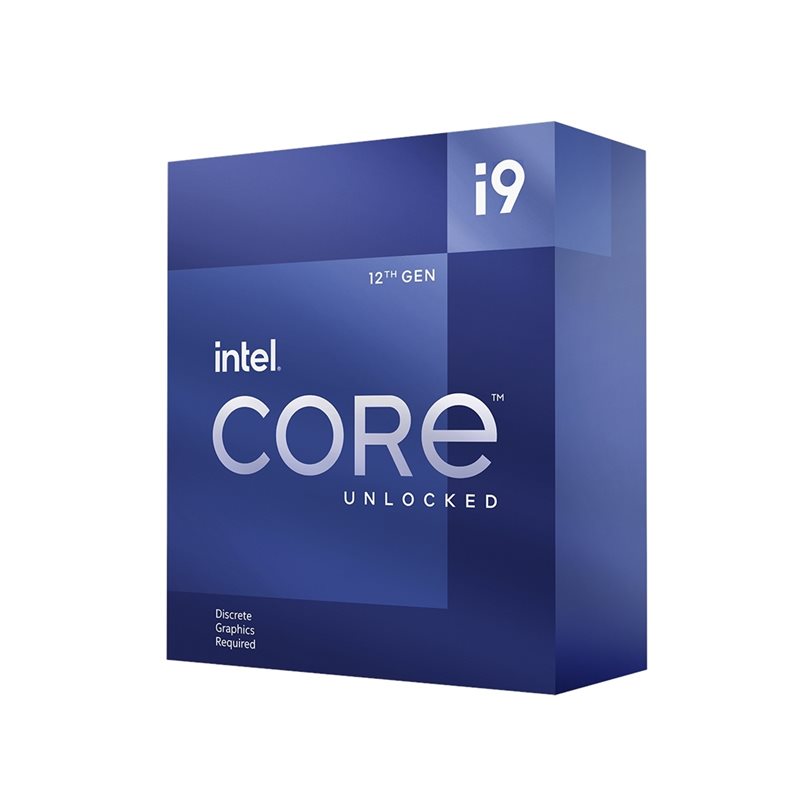 i9
12TH GEN
intel.
CORe™
UNLOCKED
Discrete
Graphics
Required